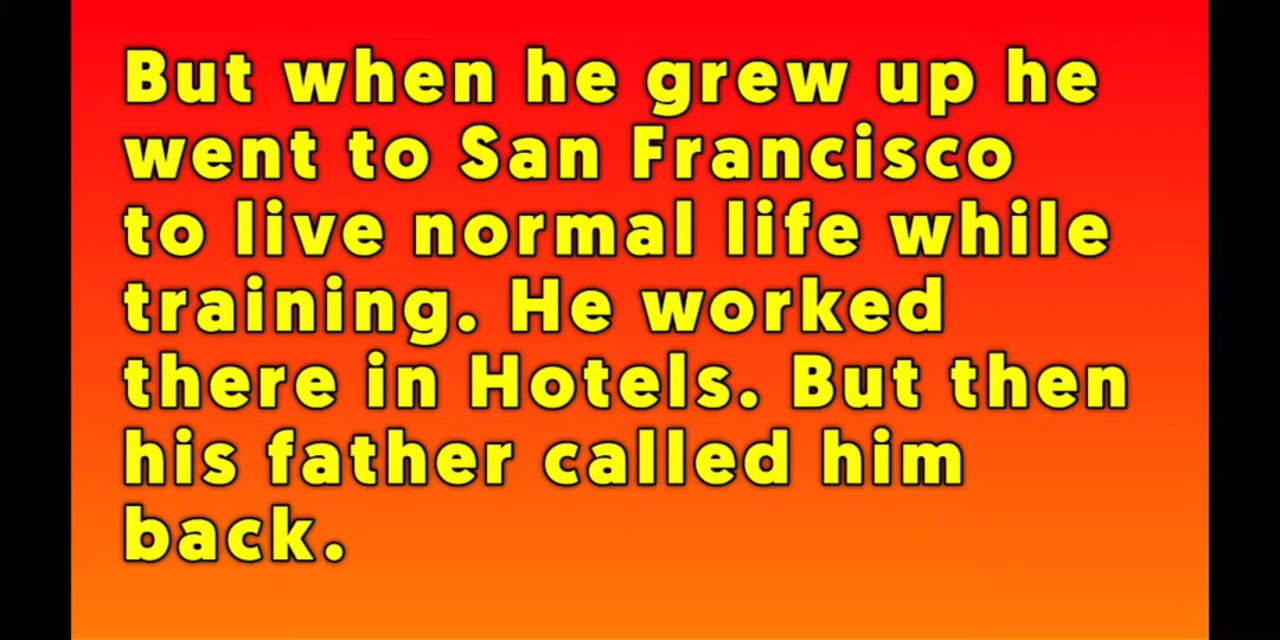 But when he grew up he
went to San Francisco
to live normal life while
training. He worked
there in Hotels. But then
his father called him
back.